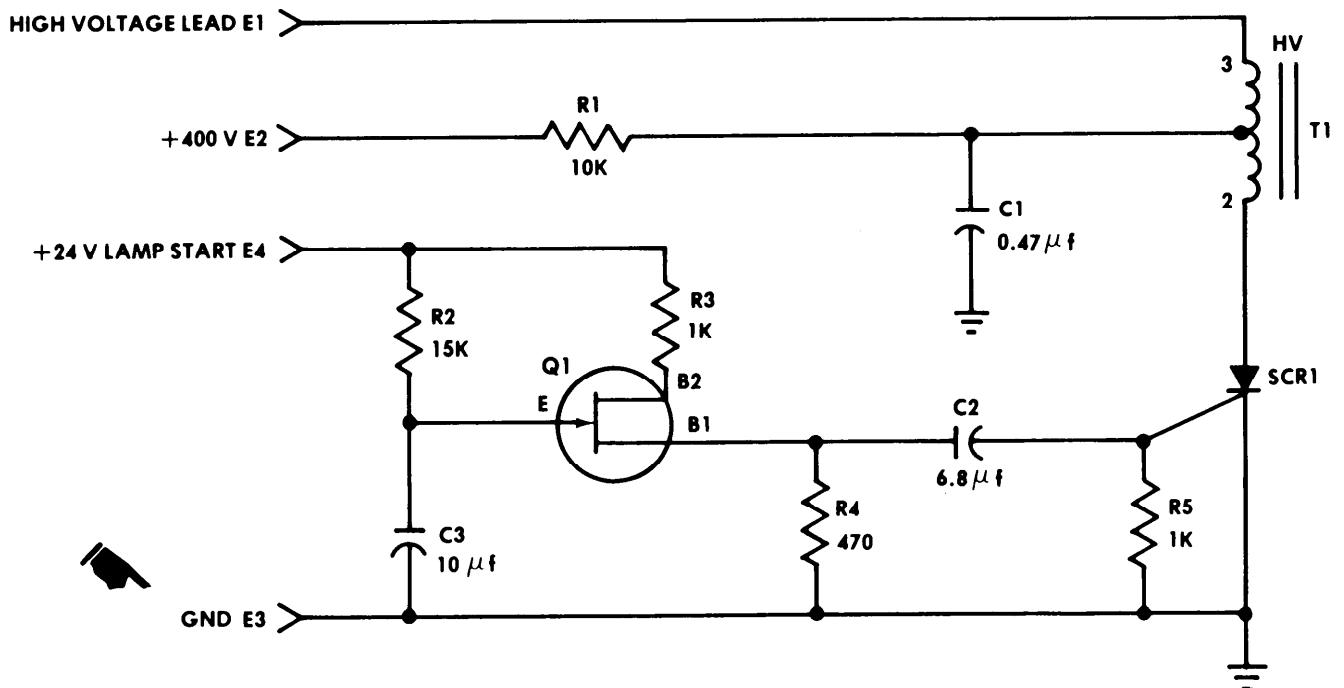 HIGH VOLTAGE LEAD E1
HV
3
T1
+400 V E2
R1
10K
2
C1
0.47 μf
+24 V LAMP START E4
R2
15K
R3
1K
Q1
B2
E
B1
SCR1
C2
6.8 μf
R4
470
R5
1K
C3
10 μf
GND E3